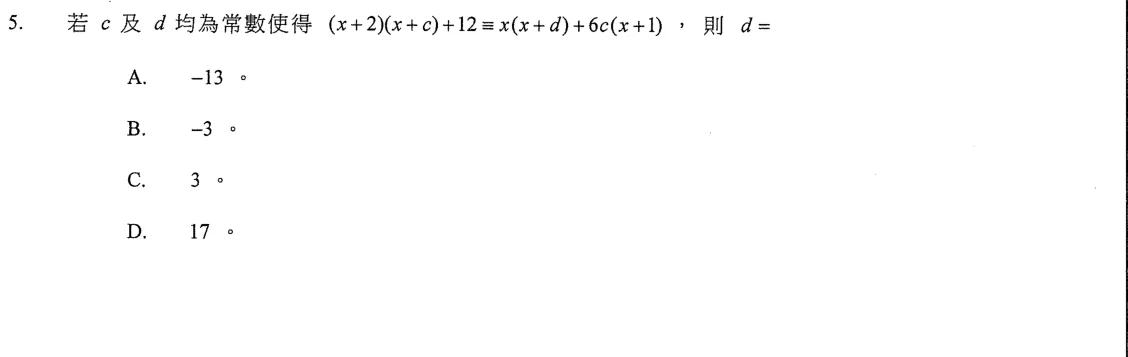 5. 若 c 及 d 均為常數使得 (x+2)(x+c)+12≡x(x+d)+6c(x+1) ， 則 d =
A. −13 。
B. −3 。
C. 3 。
D. 17 。